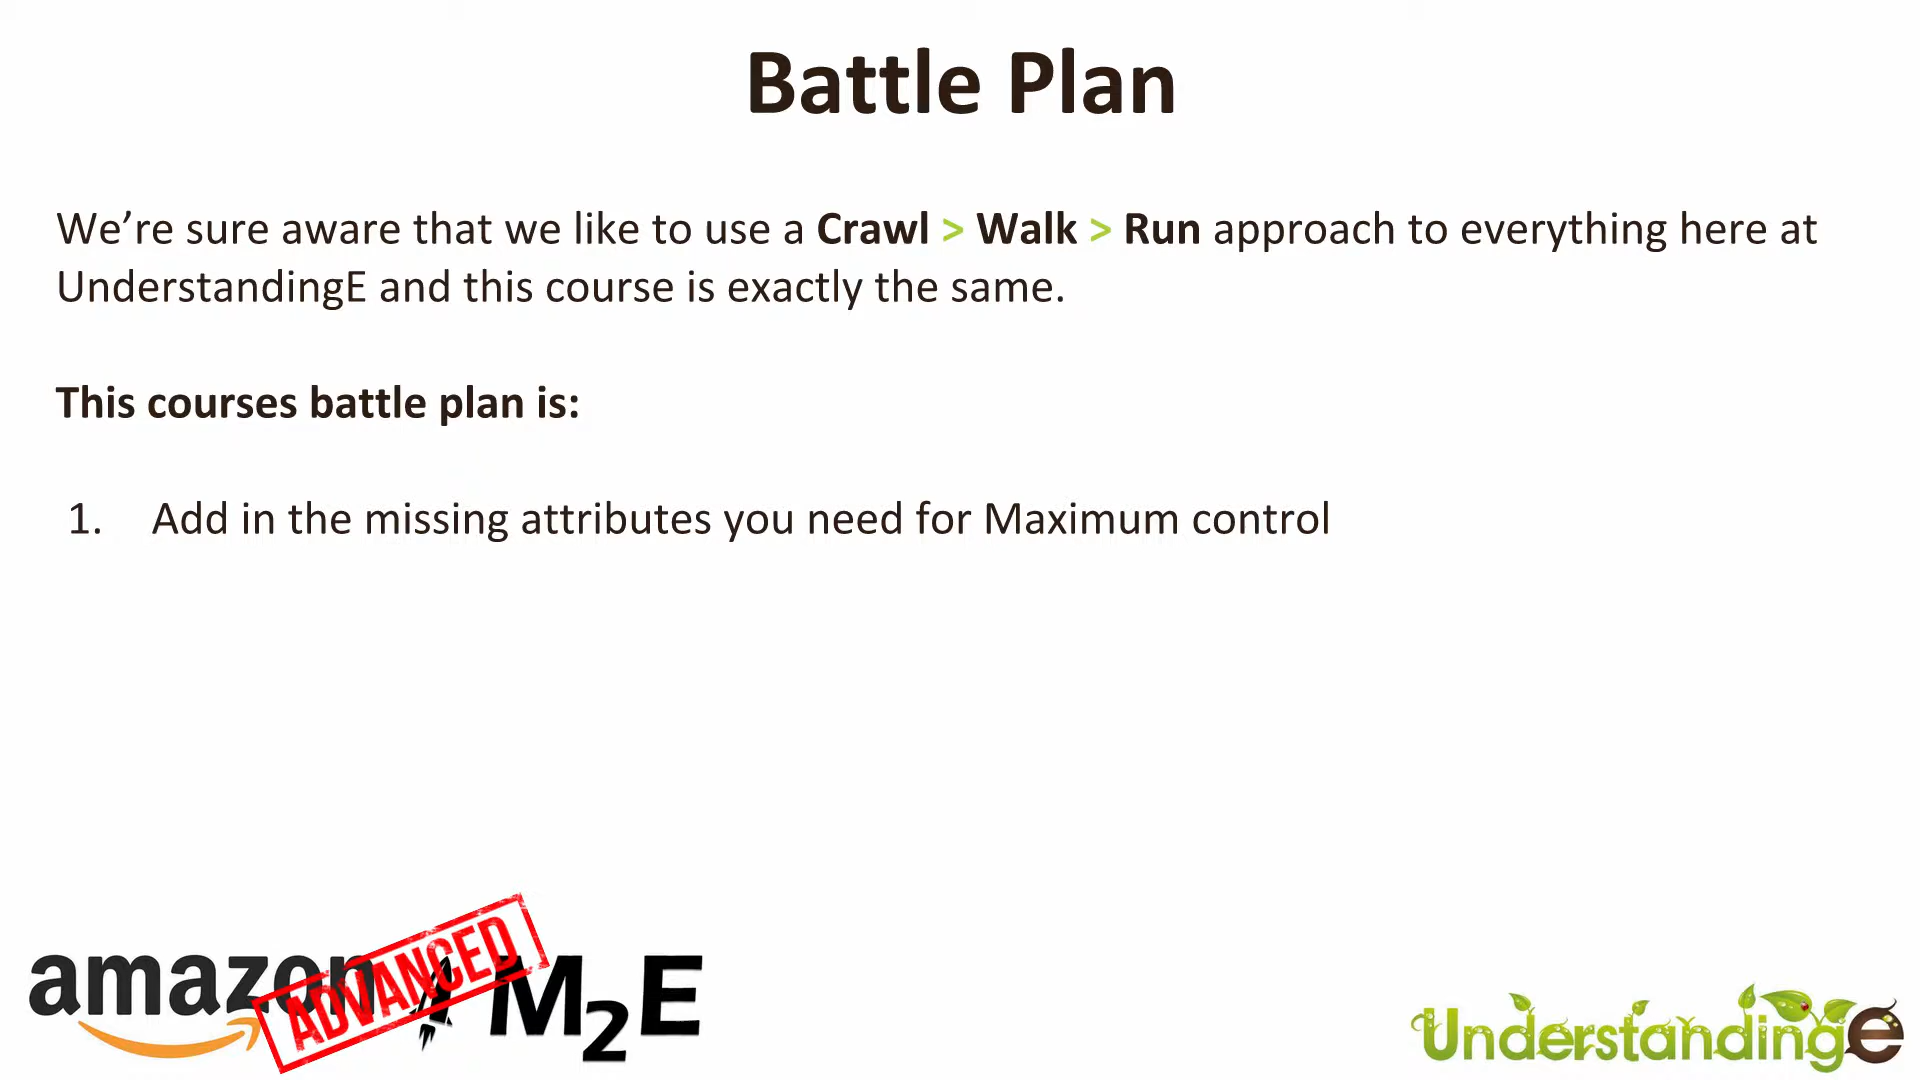 Battle Plan
We’re sure aware that we like to use a Crawl > Walk > Run approach to everything here at
UnderstandingE and this course is exactly the same.
This courses battle plan is:
1. Add in the missing attributes you need for Maximum control
amazon ADVANCED M2E
UnderstandingE